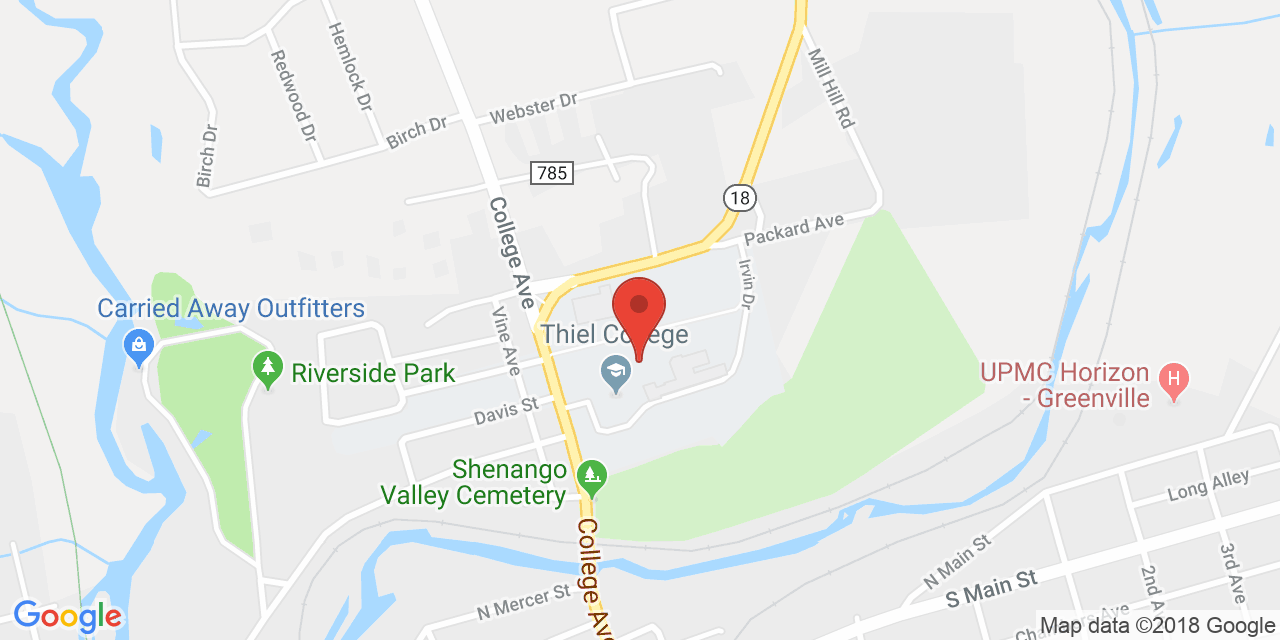 Hemlock Dr
Redwood Dr
Mill Hill Rd
Webster Dr
Birch Dr
Birch Dr
785
18
College Ave
Packard Ave
Irvin Dr
Carried Away Outfitters
Vine Ave
Thiel College
Riverside Park
UPMC Horizon
- Greenville
H
Davis St
Shenango
Valley Cemetery
Long Alley
College Ave
N Main St
3rd Ave
2nd A
S Main St
N Mercer St
Chambers Ave
Google
Map data ©2018 Google